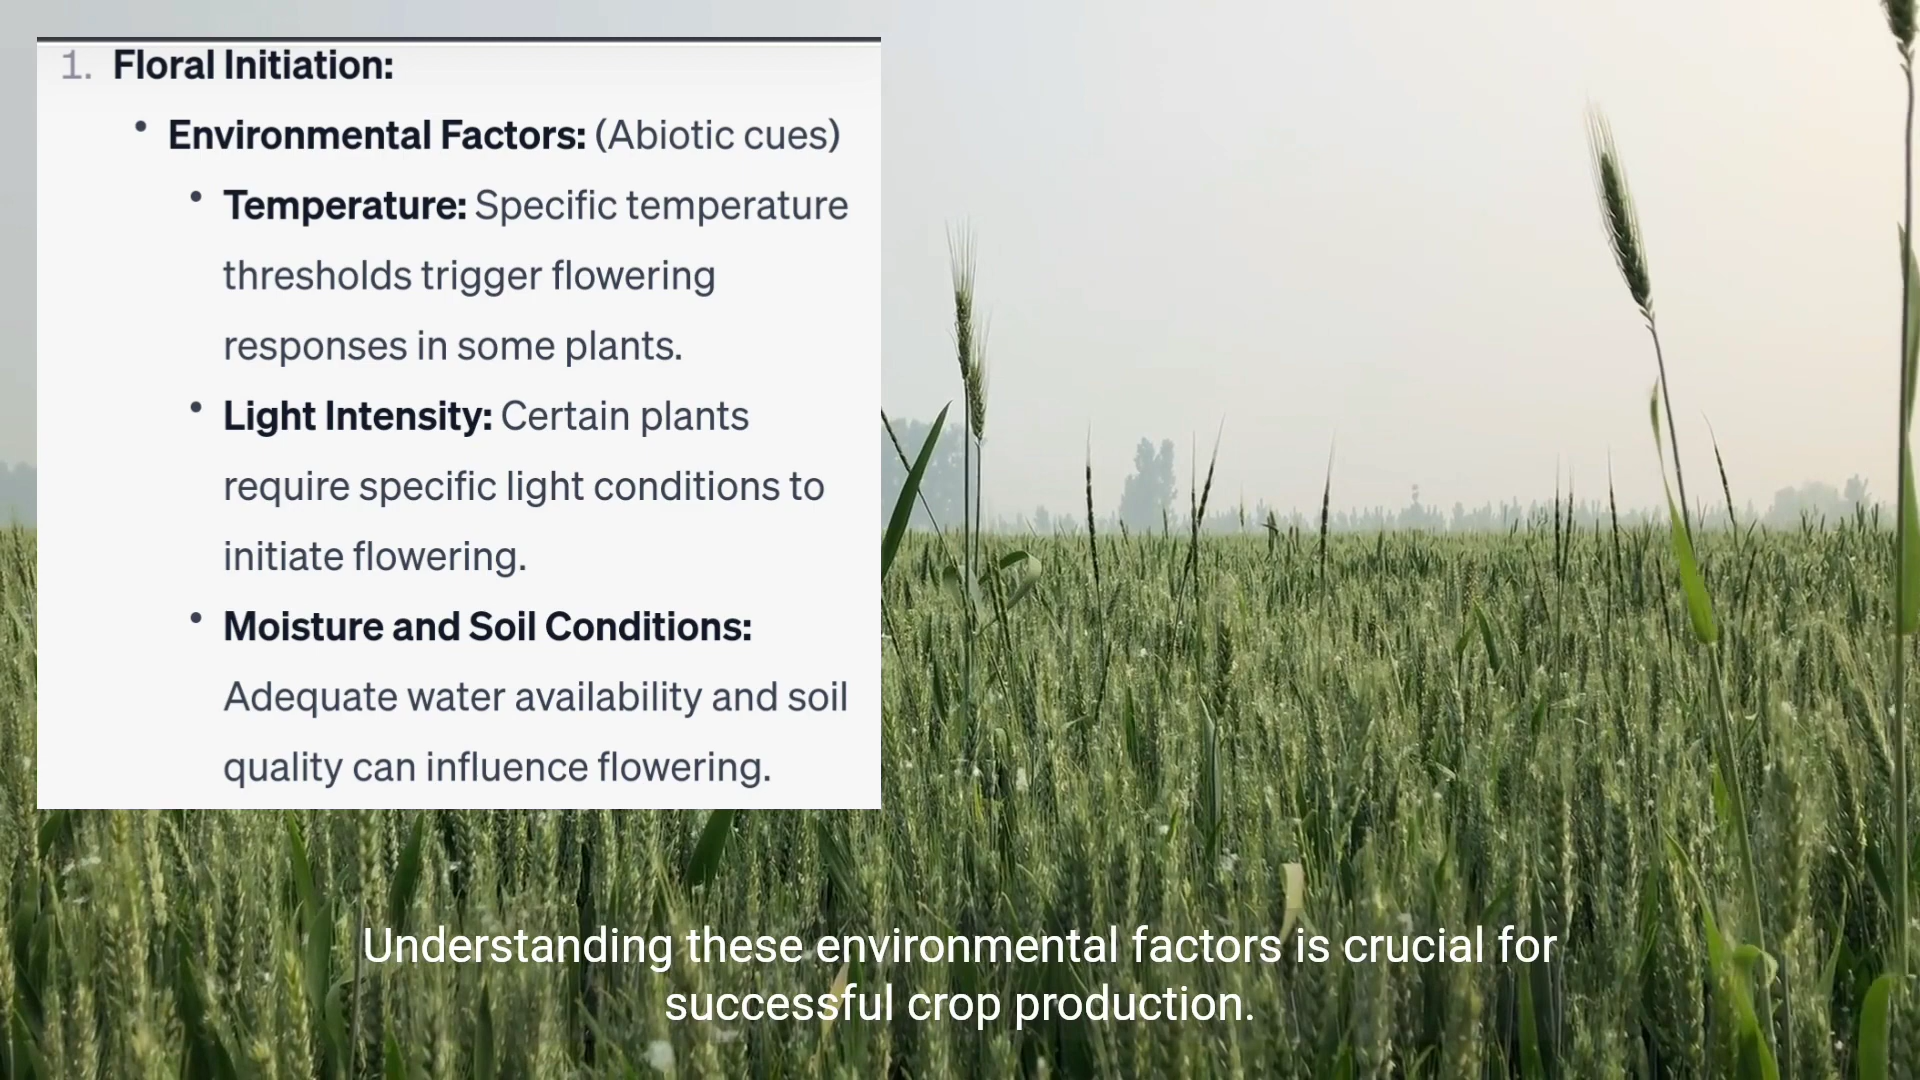 1. Floral Initiation:
• Environmental Factors: (Abiotic cues)
• Temperature: Specific temperature
thresholds trigger flowering
responses in some plants.
• Light Intensity: Certain plants
require specific light conditions to
initiate flowering.
• Moisture and Soil Conditions:
Adequate water availability and soil
quality can influence flowering.
Understanding these environmental factors is crucial for
successful crop production.